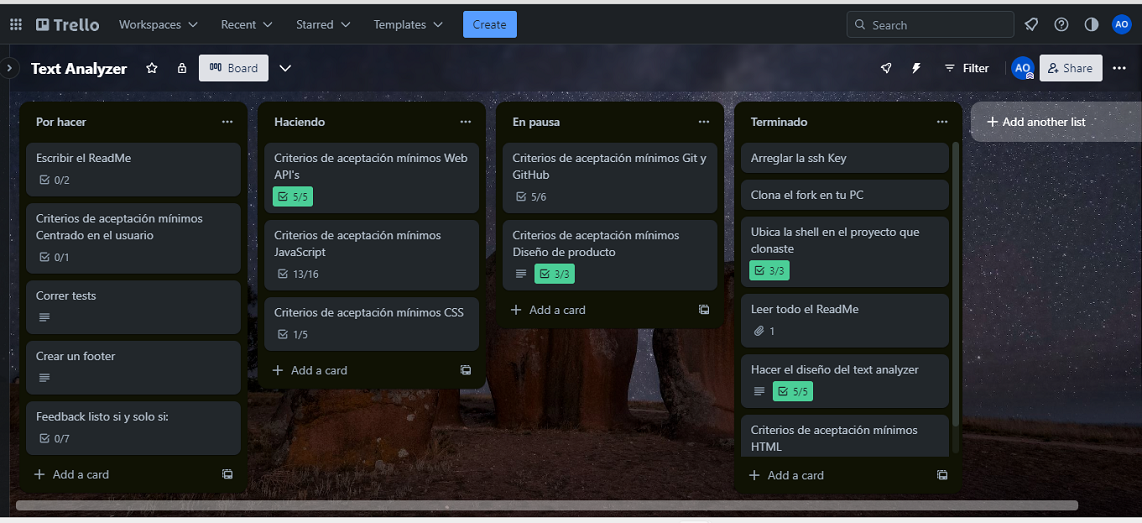 Trello
Workspaces
Recent
Starred
Templates
Create
Search
AO
Text Analyzer
Board
Filter
AO
Share
Por hacer
Escribir el ReadMe
0/2
Criterios de aceptación mínimos
Centrado en el usuario
0/1
Correr tests
Crear un footer
Feedback listo si y solo si:
0/7
Add a card
Haciendo
Criterios de aceptación mínimos Web
API's
5/5
Criterios de aceptación mínimos
JavaScript
13/16
Criterios de aceptación mínimos CSS
1/5
Add a card
En pausa
Criterios de aceptación mínimos Git y
GitHub
5/6
Criterios de aceptación mínimos
Diseño de producto
3/3
Add a card
Terminado
Arreglar la ssh Key
Clona el fork en tu PC
Ubica la shell en el proyecto que
clonaste
3/3
Leer todo el ReadMe
1
Hacer el diseño del text analyzer
5/5
Criterios de aceptación mínimos
HTML
Add a card
Add another list